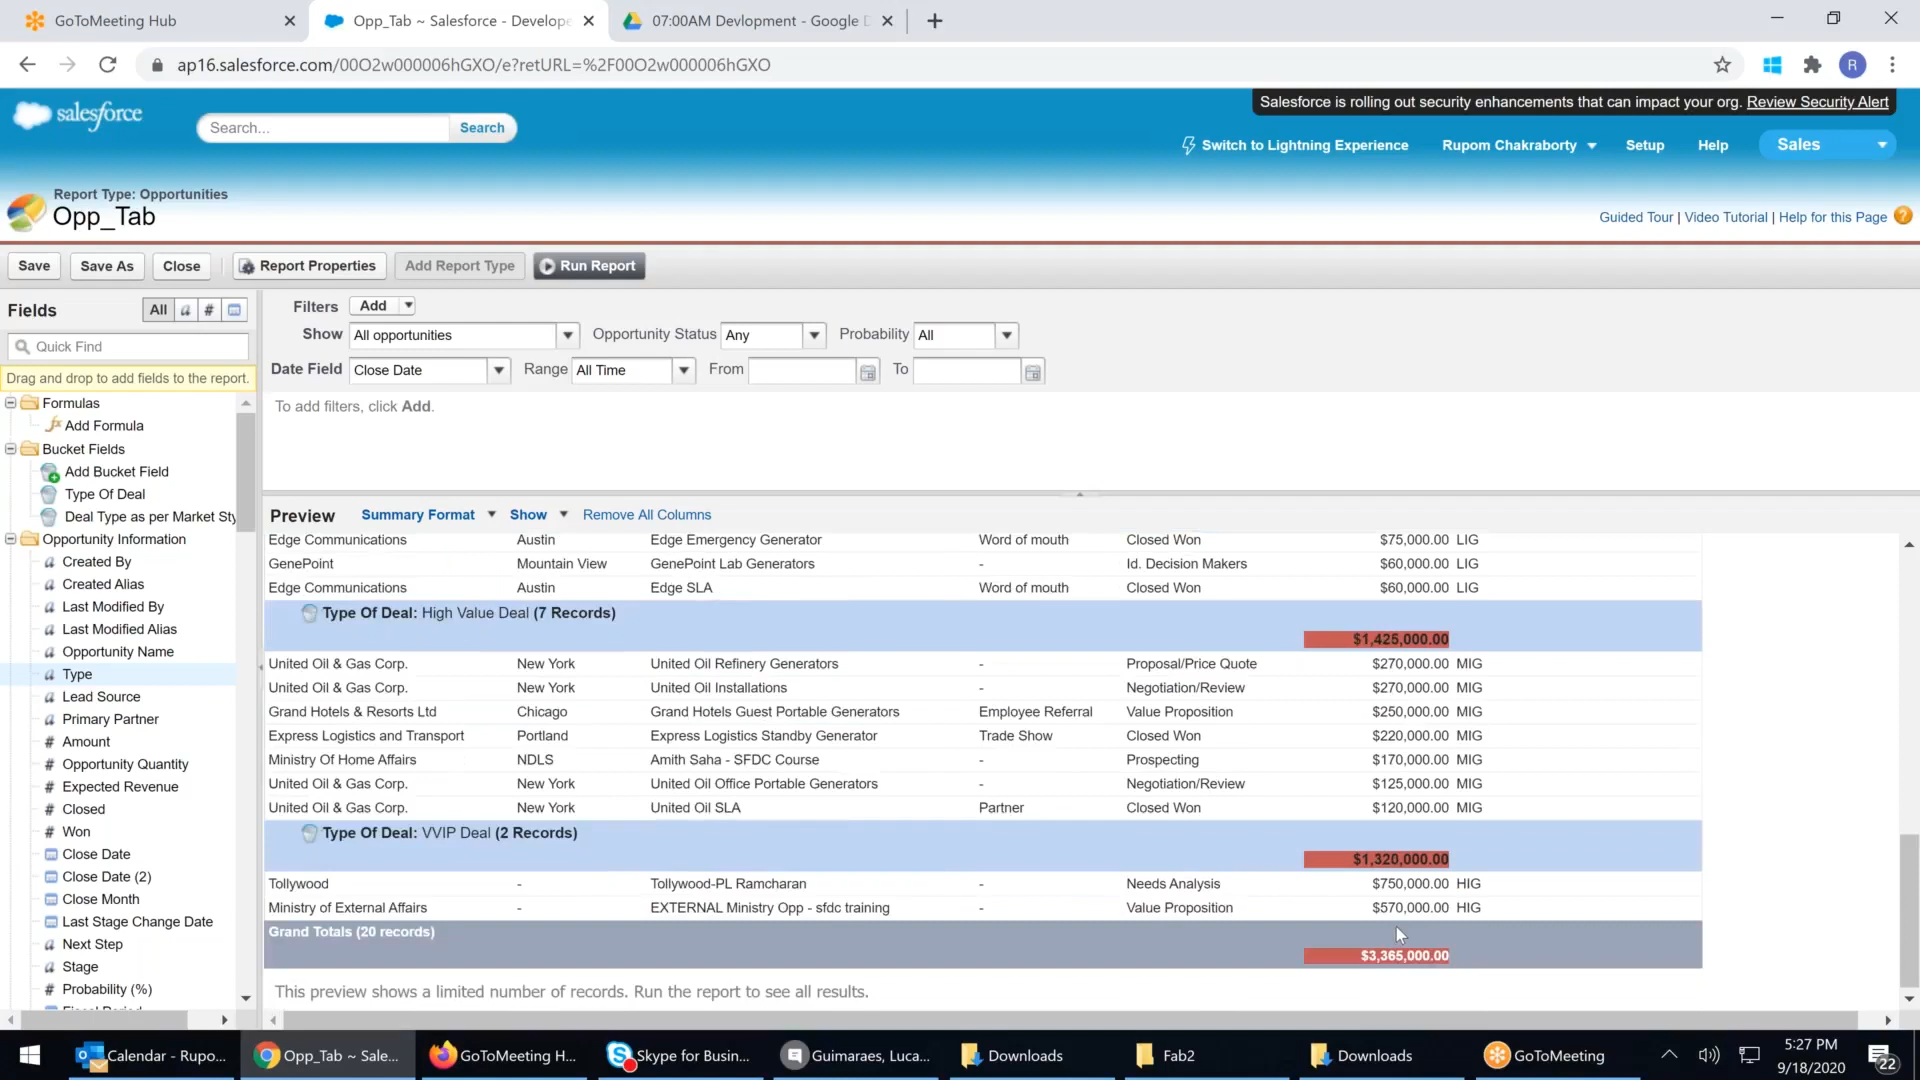 GoToMeeting Hub
Opp_Tab ~ Salesforce - Develope
07:00AM Devlopment - Google D
ap16.salesforce.com/00O2w000006hGXO/e?retURL=%2F00O2w000006hGXO
R
Salesforce is rolling out security enhancements that can impact your org. Review Security Alert
salesforce
Search...
Search
Switch to Lightning Experience
Rupom Chakraborty
Setup
Help
Sales
Report Type: Opportunities
Opp_Tab
Guided Tour | Video Tutorial | Help for this Page ?
Save
Save As
Close
Report Properties
Add Report Type
Run Report
Fields
All
a
#
Filters
Add
Show
All opportunities
Opportunity Status
Any
Probability
All
Quick Find
Date Field
Close Date
Range
All Time
From
To
Drag and drop to add fields to the report.
To add filters, click Add.
Formulas
fx Add Formula
Bucket Fields
Add Bucket Field
Type Of Deal
Deal Type as per Market Sty
Opportunity Information
a Created By
a Created Alias
a Last Modified By
a Last Modified Alias
a Opportunity Name
a Type
a Lead Source
a Primary Partner
# Amount
# Opportunity Quantity
# Expected Revenue
# Closed
# Won
Close Date
Close Date (2)
Close Month
Last Stage Change Date
a Next Step
a Stage
# Probability (%)
Preview
Summary Format
Show
Remove All Columns
Edge Communications Austin Edge Emergency Generator Word of mouth Closed Won $75,000.00 LIG
GenePoint Mountain View GenePoint Lab Generators - Id. Decision Makers $60,000.00 LIG
Edge Communications Austin Edge SLA Word of mouth Closed Won $60,000.00 LIG
Type Of Deal: High Value Deal (7 Records)
$1,425,000.00
United Oil & Gas Corp. New York United Oil Refinery Generators - Proposal/Price Quote $270,000.00 MIG
United Oil & Gas Corp. New York United Oil Installations - Negotiation/Review $270,000.00 MIG
Grand Hotels & Resorts Ltd Chicago Grand Hotels Guest Portable Generators Employee Referral Value Proposition $250,000.00 MIG
Express Logistics and Transport Portland Express Logistics Standby Generator Trade Show Closed Won $220,000.00 MIG
Ministry Of Home Affairs NDLS Amith Saha - SFDC Course - Prospecting $170,000.00 MIG
United Oil & Gas Corp. New York United Oil Office Portable Generators - Negotiation/Review $125,000.00 MIG
United Oil & Gas Corp. New York United Oil SLA Partner Closed Won $120,000.00 MIG
Type Of Deal: VVIP Deal (2 Records)
$1,320,000.00
Tollywood - Tollywood-PL Ramcharan - Needs Analysis $750,000.00 HIG
Ministry of External Affairs - EXTERNAL Ministry Opp - sfdc training - Value Proposition $570,000.00 HIG
Grand Totals (20 records)
$3,365,000.00
This preview shows a limited number of records. Run the report to see all results.
Calendar - Rupo...
Opp_Tab ~ Sale...
GoToMeeting H...
Skype for Busin...
Guimaraes, Luca...
Downloads
Fab2
Downloads
GoToMeeting
5:27 PM
9/18/2020
22